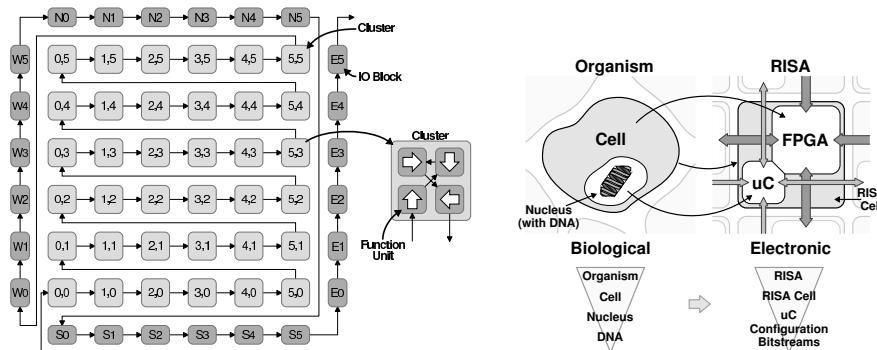 N0 N1 N2 N3 N4 N5
Cluster
W5 0,5 1,5 2,5 3,5 4,5 5,5 E5
IO Block
W4 0,4 1,4 2,4 3,4 4,4 5,4 E4
W3 0,3 1,3 2,3 3,3 4,3 5,3 E3
W2 0,2 1,2 2,2 3,2 4,2 5,2 E2
W1 0,1 1,1 2,1 3,1 4,1 5,1 E1
W0 0,0 1,0 2,0 3,0 4,0 5,0 E0
S0 S1 S2 S3 S4 S5
Cluster
Function
Unit
Organism
RISA
Cell
FPGA
uC
Nucleus
(with DNA)
RIS
Cel
Biological
Organism
Cell
Nucleus
DNA
Electronic
RISA
RISA Cell
uC
Configuration
Bitstreams